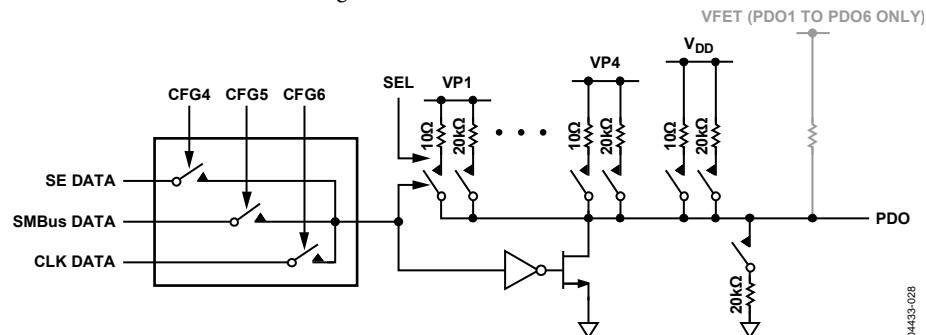 VFET (PDO1 TO PDO6 ONLY)
VDD
SEL VP1 VP4
CFG4 CFG5 CFG6
10Ω 20kΩ 10Ω 20kΩ 10Ω 20kΩ
SE DATA
SMBus DATA
PDO
CLK DATA
20kΩ
04433-028